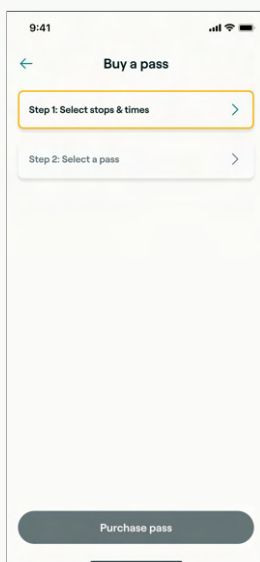 9:41
Buy a pass
Step 1: Select stops & times
Step 2: Select a pass
Purchase pass